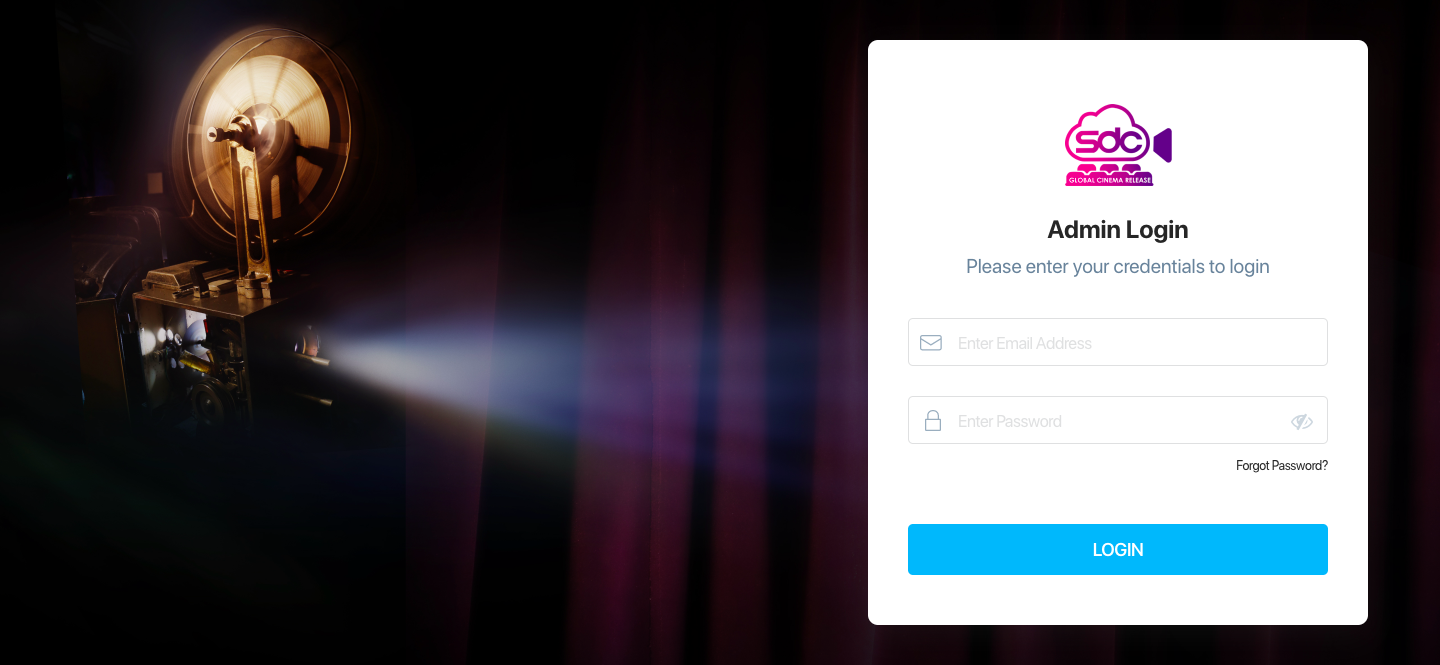 sdc
GLOBAL CINEMA RELEASE
Admin Login
Please enter your credentials to login
Enter Email Address
Enter Password
Forgot Password?
LOGIN